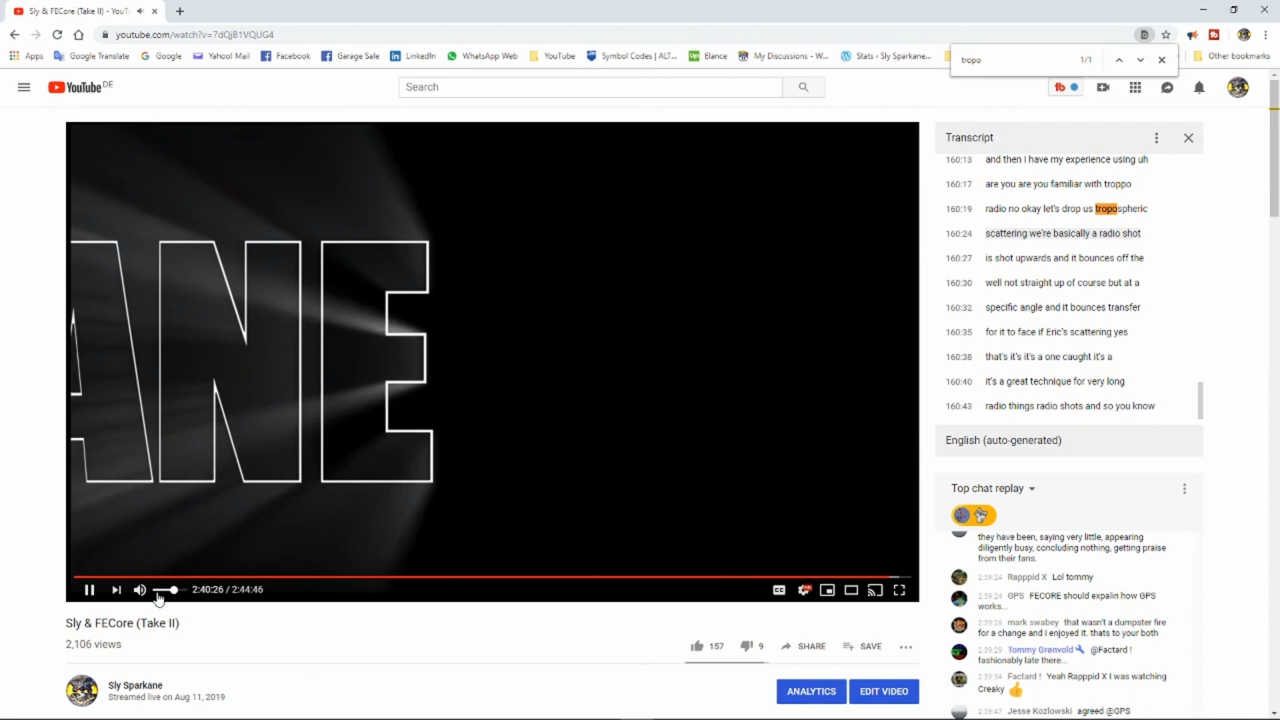 Sly & FECore (Take II) - YouT
youtube.com/watch?v=7dQjB1VQUG4
Apps Google Translate Google Yahoo Mail Facebook Garage Sale LinkedIn WhatsApp Web YouTube Symbol Codes | ALT... Elance My Discussions - W... Stats ‹ Sly Sparkane... Other bookmarks
tropo 1/1
YouTube DE
Search
Transcript
160:13 and then I have my experience using uh
160:17 are you are you familiar with troppo
160:19 radio no okay let's drop us tropospheric
160:24 scattering we're basically a radio shot
160:27 is shot upwards and it bounces off the
160:30 well not straight up of course but at a
160:32 specific angle and it bounces transfer
160:35 for it to face if Eric's scattering yes
160:38 that's it's it's a one caught it's a
160:40 it's a great technique for very long
160:43 radio things radio shots and so you know
English (auto-generated)
ANE
2:40:26 / 2:44:46
Sly & FECore (Take II)
2,106 views
157 9 SHARE SAVE
Sly Sparkane
Streamed live on Aug 11, 2019
ANALYTICS EDIT VIDEO
Top chat replay
they have been, saying very little, appearing
diligently busy, concluding nothing, getting praise
from their fans.
2:39:24 Rapppid X Lol tommy
2:39:24 GPS FECORE should expalin how GPS
works...
2:39:26 mark swabey that wasn't a dumpster fire
for a change and i enjoyed it. thats to your both
2:39:29 Tommy Grønvold @Factard !
fashionably late there...
2:39:34 Factard ! Yeah Rapppid X I was watching
Creaky
2:39:47 Jesse Kozlowski agreed @GPS